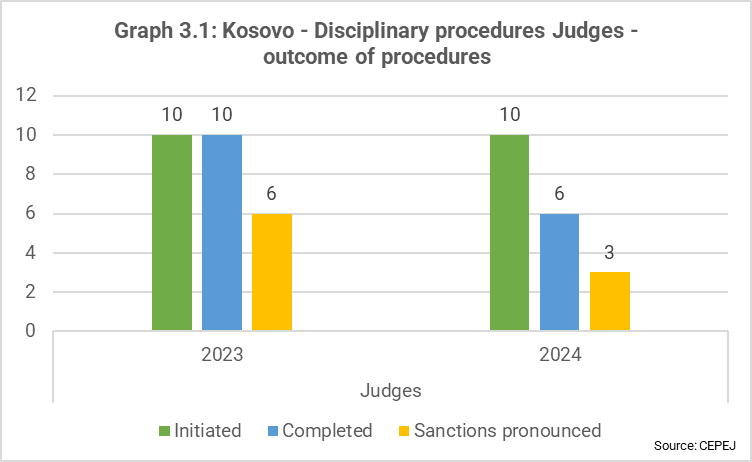 Graph 3.1: Kosovo - Disciplinary procedures Judges -
outcome of procedures
12
10
8
6
4
2
0
10 10 6
10 6 3
2023 2024
Judges
Initiated Completed Sanctions pronounced
Source: CEPEJ